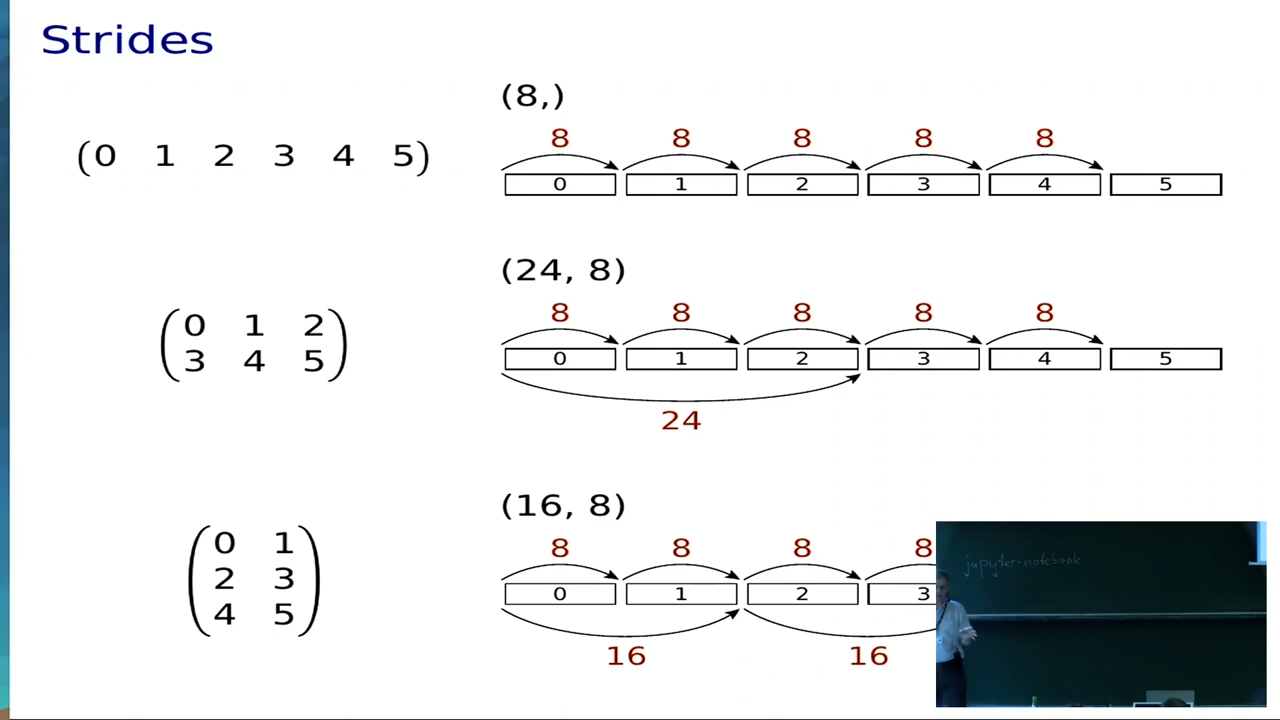 Strides
(8,)
8 8 8 8 8
(0 1 2 3 4 5)
0 1 2 3 4 5
(24, 8)
8 8 8 8 8
0 1 2
3 4 5
0 1 2 3 4 5
24
(16, 8)
8 8 8 8
0 1
2 3
4 5
0 1 2 3
16 16
jupyter-notebook